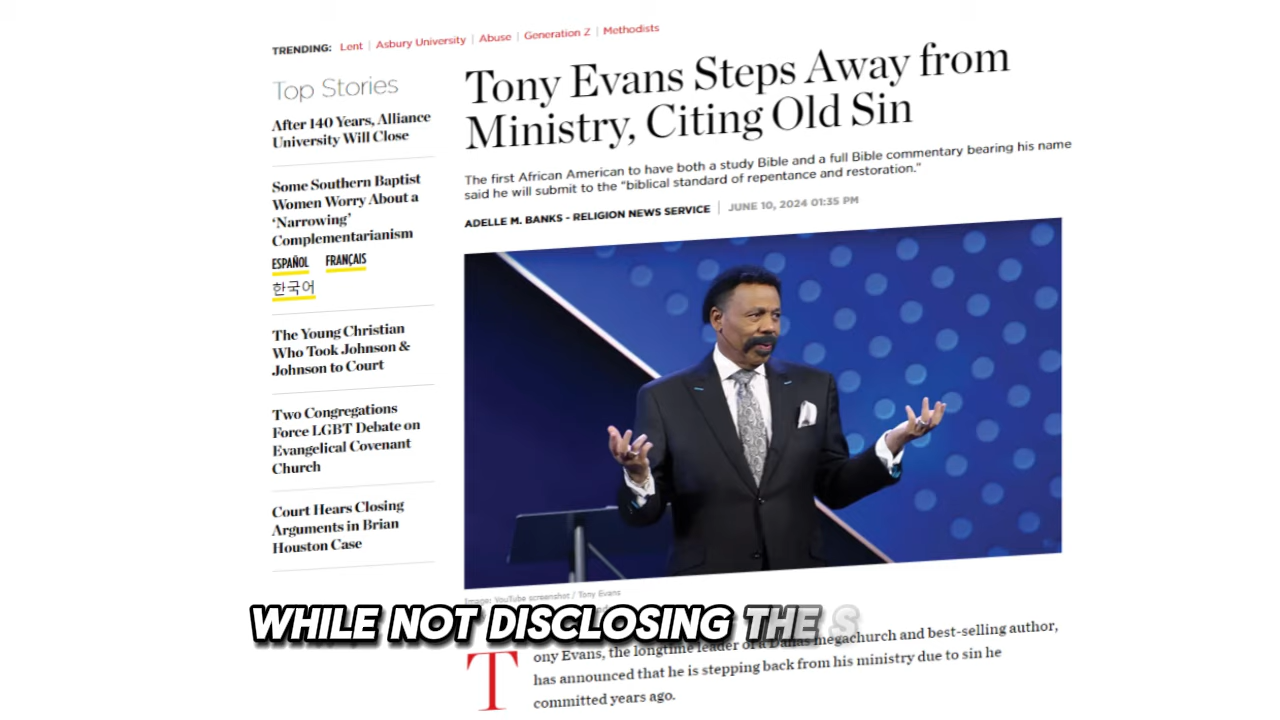 TRENDING: Lent | Asbury University | Abuse | Generation Z | Methodists
Top Stories
After 140 Years, Alliance
University Will Close
Some Southern Baptist
Women Worry About a
‘Narrowing’
Complementarianism
ESPAÑOL FRANÇAIS
한국어
The Young Christian
Who Took Johnson &
Johnson to Court
Two Congregations
Force LGBT Debate on
Evangelical Covenant
Church
Court Hears Closing
Arguments in Brian
Houston Case
Tony Evans Steps Away from
Ministry, Citing Old Sin
The first African American to have both a study Bible and a full Bible commentary bearing his name
said he will submit to the “biblical standard of repentance and restoration.”
ADELLE M. BANKS - RELIGION NEWS SERVICE | JUNE 10, 2024 01:35 PM
Image: YouTube screenshot / Tony Evans
WHILE NOT DISCLOSING THE S
Tony Evans, the longtime leader of a Dallas megachurch and best-selling author,
has announced that he is stepping back from his ministry due to sin he
committed years ago.